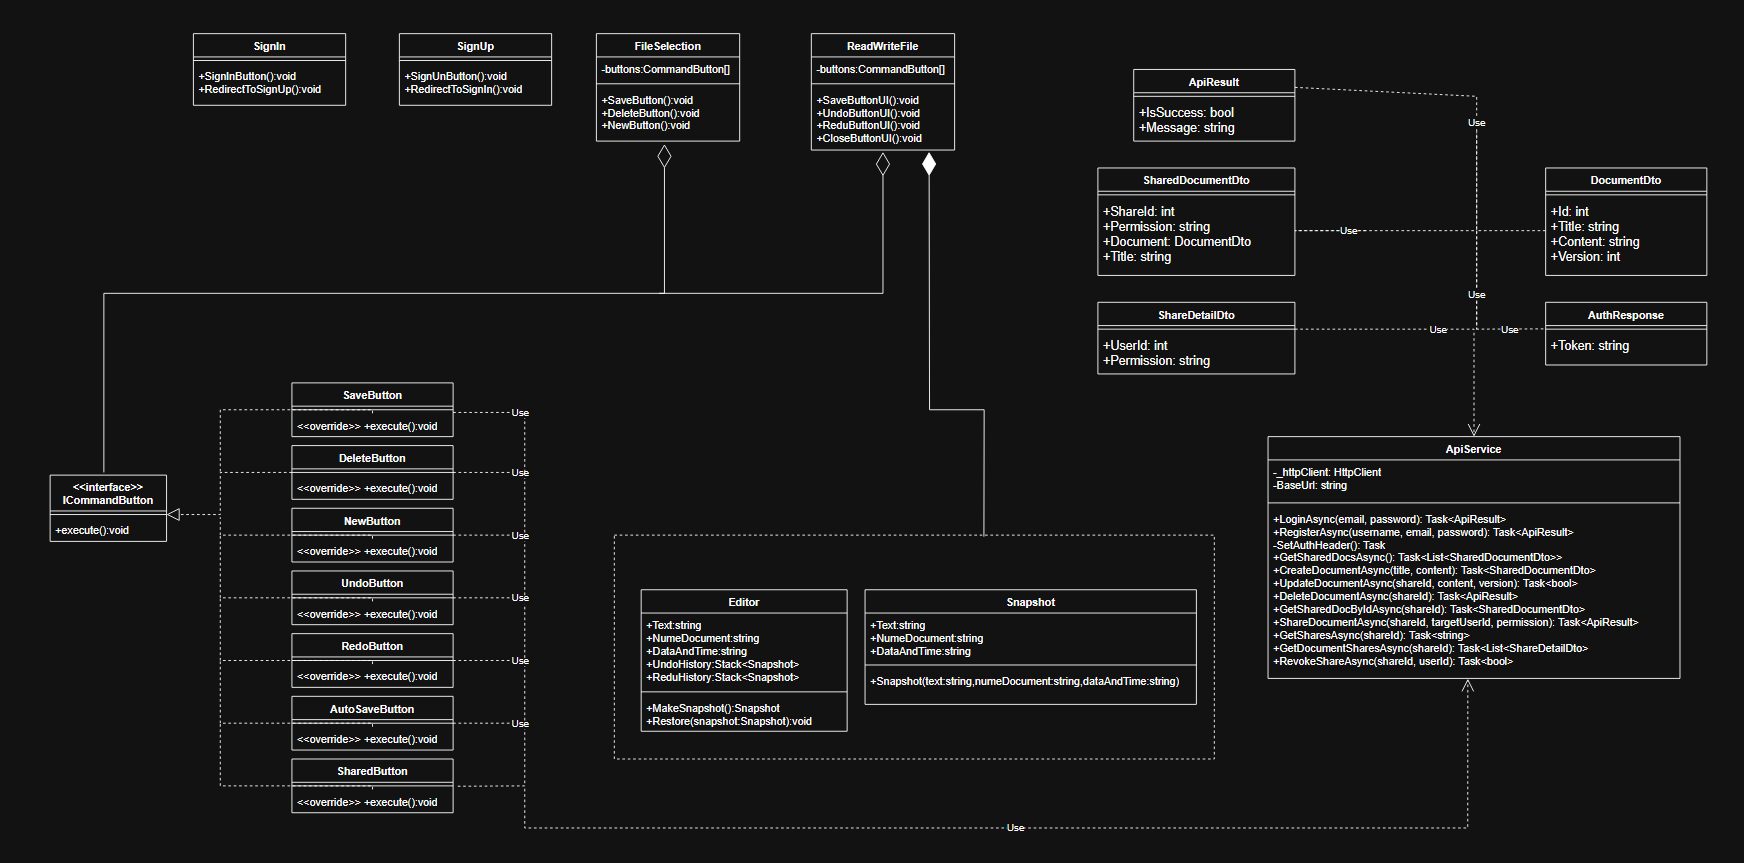 SignIn
+SignInButton():void
+RedirectToSignUp():void
SignUp
+SignUnButton():void
+RedirectToSignIn():void
FileSelection
-buttons:CommandButton[]
+SaveButton():void
+DeleteButton():void
+NewButton():void
ReadWriteFile
-buttons:CommandButton[]
+SaveButtonUI():void
+UndoButtonUI():void
+ReduButtonUI():void
+CloseButtonUI():void
ApiResult
+IsSuccess: bool
+Message: string
Use
SharedDocumentDto
+ShareId: int
+Permission: string
+Document: DocumentDto
+Title: string
Use
DocumentDto
+Id: int
+Title: string
+Content: string
+Version: int
Use
ShareDetailDto
+UserId: int
+Permission: string
Use
Use
AuthResponse
+Token: string
<<interface>>
ICommandButton
+execute():void
SaveButton
<<override>> +execute():void
Use
DeleteButton
<<override>> +execute():void
Use
NewButton
<<override>> +execute():void
Use
UndoButton
<<override>> +execute():void
Use
RedoButton
<<override>> +execute():void
Use
AutoSaveButton
<<override>> +execute():void
Use
SharedButton
<<override>> +execute():void
Editor
+Text:string
+NumeDocument:string
+DataAndTime:string
+UndoHistory:Stack<Snapshot>
+ReduHistory:Stack<Snapshot>
+MakeSnapshot():Snapshot
+Restore(snapshot:Snapshot):void
Snapshot
+Text:string
+NumeDocument:string
+DataAndTime:string
+Snapshot(text:string,numeDocument:string,dataAndTime:string)
ApiService
-_httpClient: HttpClient
-BaseUrl: string
+LoginAsync(email, password): Task<ApiResult>
+RegisterAsync(username, email, password): Task<ApiResult>
-SetAuthHeader(): Task
+GetSharedDocsAsync(): Task<List<SharedDocumentDto>>
+CreateDocumentAsync(title, content): Task<SharedDocumentDto>
+UpdateDocumentAsync(shareId, content, version): Task<bool>
+DeleteDocumentAsync(shareId): Task<ApiResult>
+GetSharedDocByIdAsync(shareId): Task<SharedDocumentDto>
+ShareDocumentAsync(shareId, targetUserId, permission): Task<ApiResult>
+GetSharesAsync(shareId): Task<string>
+GetDocumentSharesAsync(shareId): Task<List<ShareDetailDto>
+RevokeShareAsync(shareId, userId): Task<bool>
Use